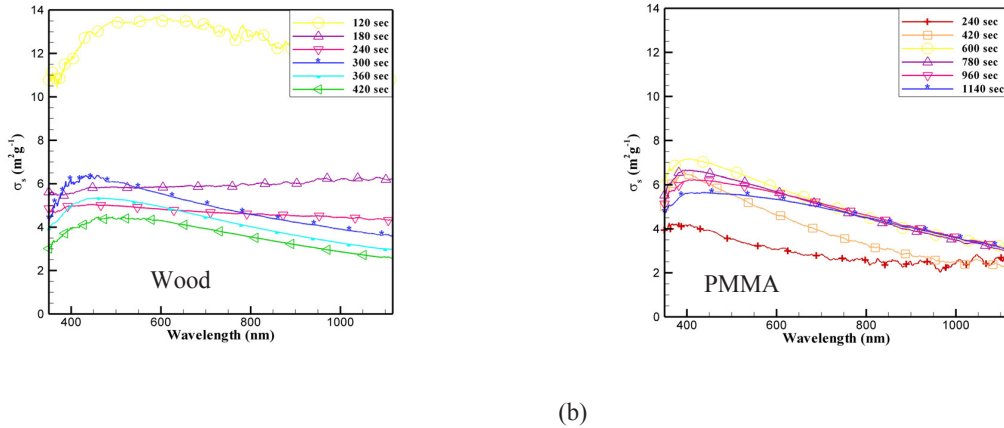 14
12
10
8
6
4
2
0
σs (m²g⁻¹)
120 sec
180 sec
240 sec
300 sec
360 sec
420 sec
Wood
400 600 800 1000
Wavelength (nm)
14
12
10
8
6
4
2
0
σs (m²g⁻¹)
240 sec
420 sec
600 sec
780 sec
960 sec
1140 sec
PMMA
400 600 800 1000
Wavelength (nm)
(b)